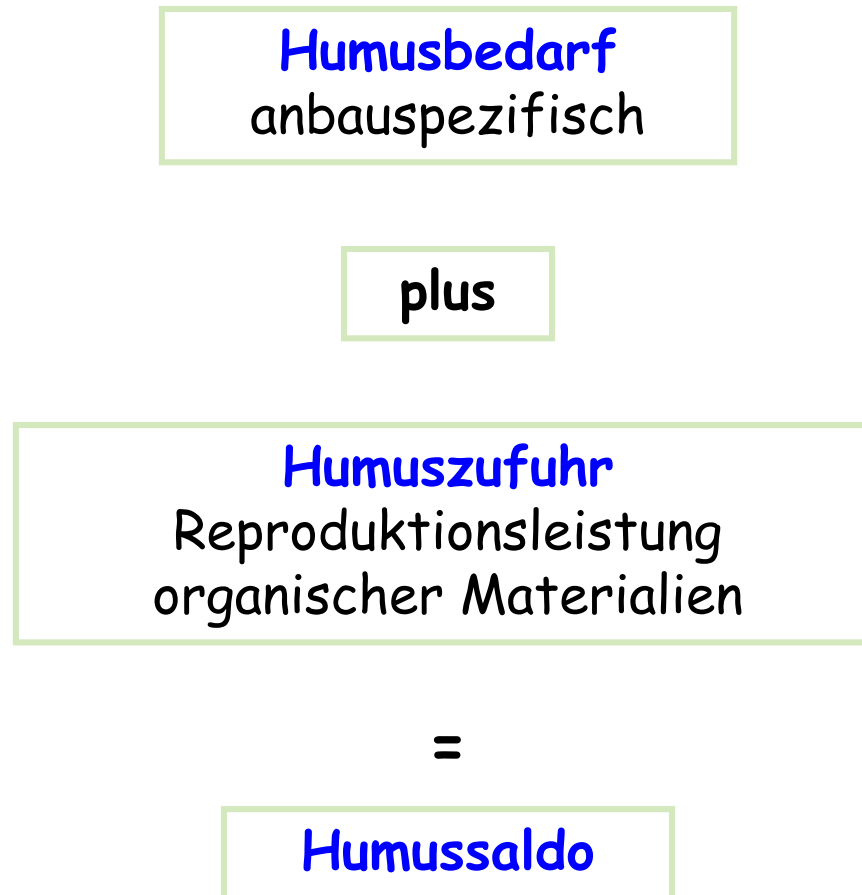 Humusbedarf
anbauspezifisch
plus
Humuszufuhr
Reproduktionsleistung
organischer Materialien
=
Humussaldo